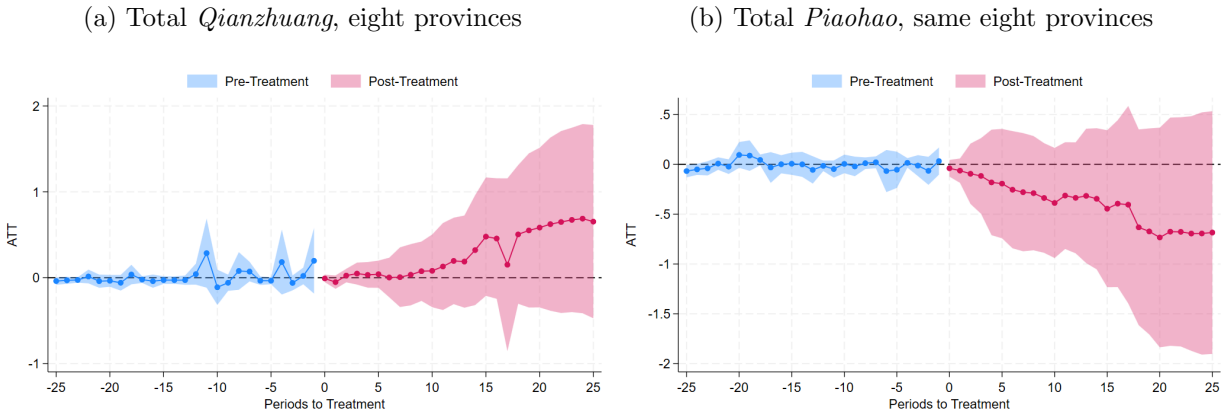 (a) Total Qianzhuang, eight provinces
Pre-Treatment Post-Treatment
2
1
0
-1
ATT
-25 -20 -15 -10 -5 0 5 10 15 20 25
Periods to Treatment
(b) Total Piaohao, same eight provinces
Pre-Treatment Post-Treatment
.5
0
-.5
-1
-1.5
-2
ATT
-25 -20 -15 -10 -5 0 5 10 15 20 25
Periods to Treatment